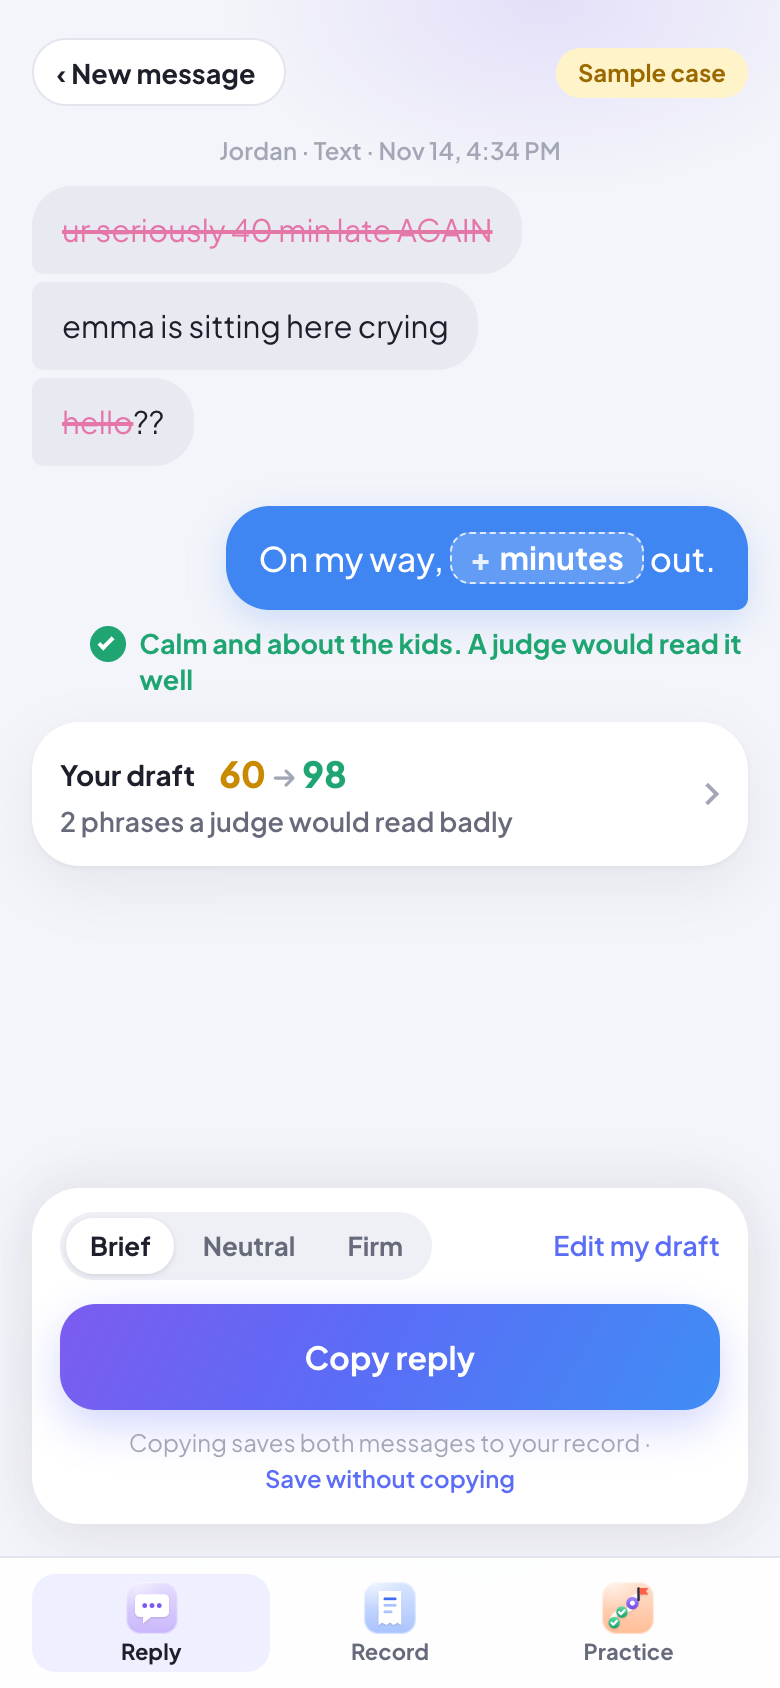 ‹ New message
Sample case
Jordan · Text · Nov 14, 4:34 PM
ur seriously 40 min late AGAIN
emma is sitting here crying
hello??
On my way, + minutes out.
Calm and about the kids. A judge would read it
well
Your draft 60 → 98
2 phrases a judge would read badly
Brief Neutral Firm Edit my draft
Copy reply
Copying saves both messages to your record ·
Save without copying
Reply Record Practice